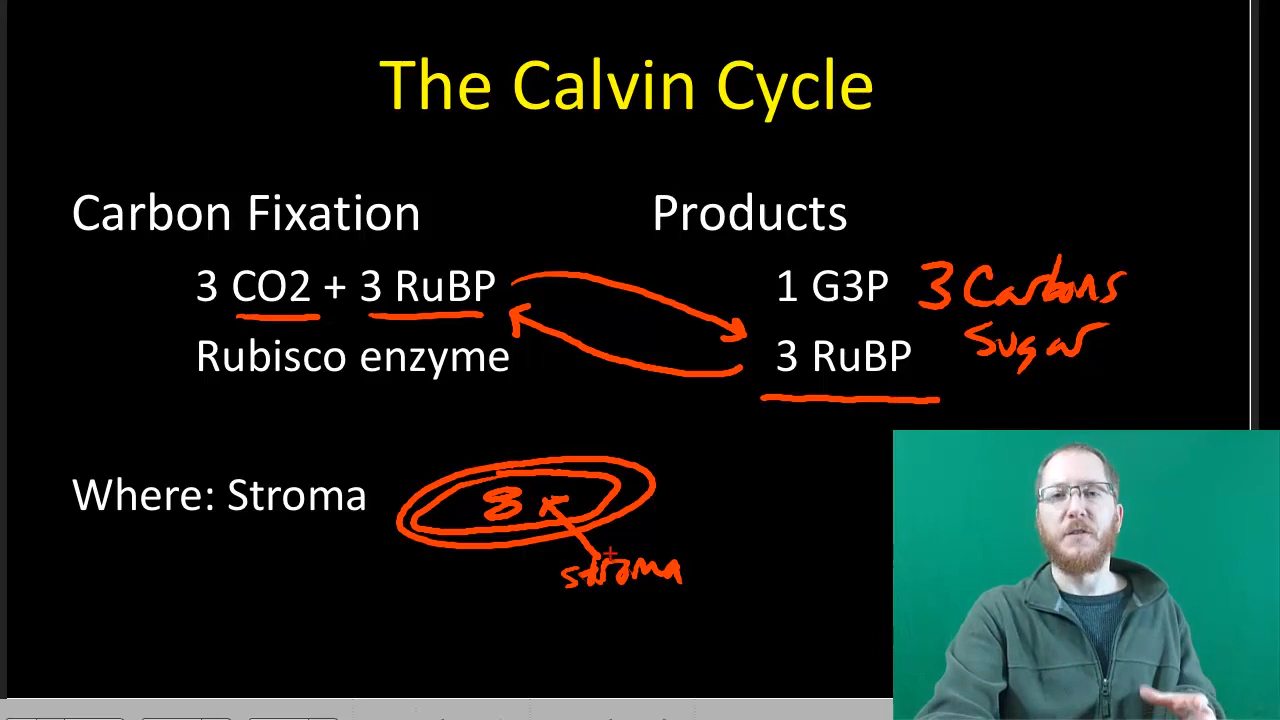 The Calvin Cycle
Carbon Fixation
3 CO2 + 3 RuBP
Rubisco enzyme
Products
1 G3P 3 Carbons
Sugar
3 RuBP
Where: Stroma
stroma